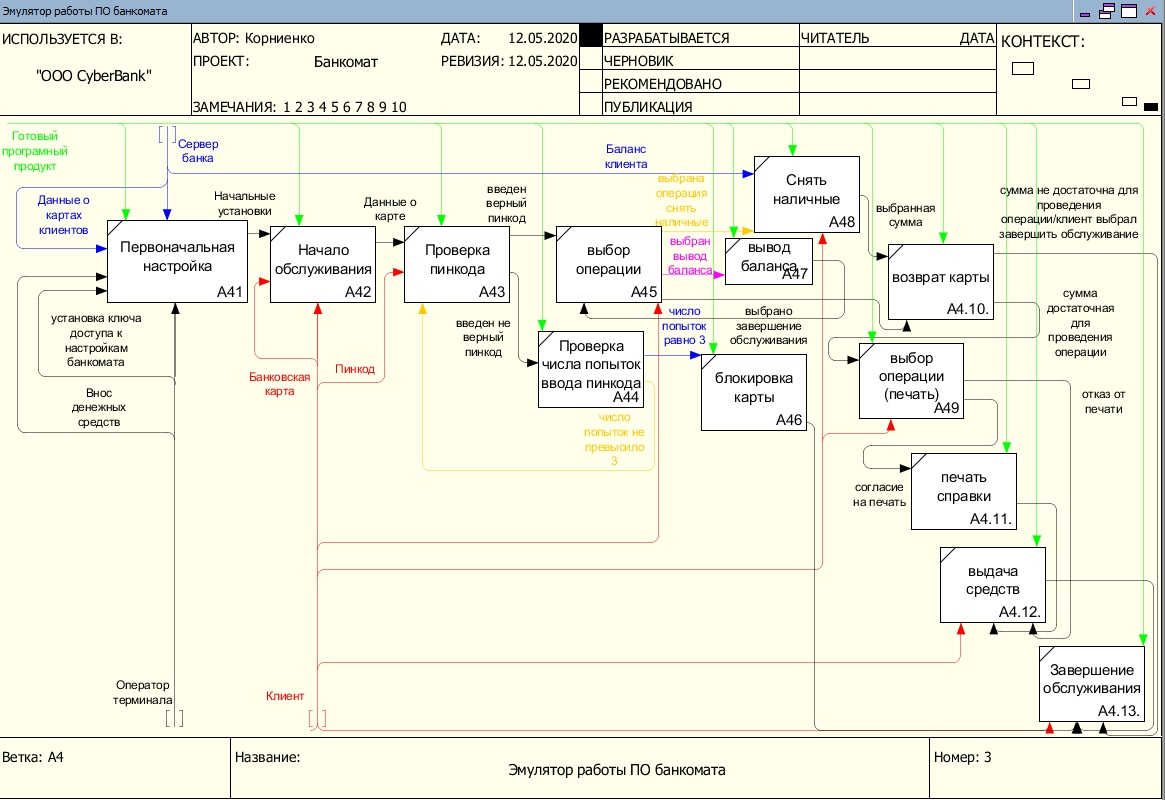 Эмулятор работы ПО банкомата
ИСПОЛЬЗУЕТСЯ В:
"ООО CyberBank"
АВТОР: Корниенко
ДАТА: 12.05.2020
ПРОЕКТ: Банкомат
РЕВИЗИЯ: 12.05.2020
ЗАМЕЧАНИЯ: 1 2 3 4 5 6 7 8 9 10
РАЗРАБАТЫВАЕТСЯ
ЧЕРНОВИК
РЕКОМЕНДОВАНО
ПУБЛИКАЦИЯ
ЧИТАТЕЛЬ
ДАТА
КОНТЕКСТ:
Готовый
програмный
продукт
Сервер
банка
Баланс
клиента
Данные о
картах
клиентов
Начальные
установки
Данные о
карте
введен
верный
пинкод
выбрана
операция
снять
наличные
Снять
наличные
A48
выбранная
сумма
сумма не достаточна для
проведения
операции/клиент выбрал
завершить обслуживание
Первоначальная
настройка
A41
Начало
обслуживания
A42
Проверка
пинкода
A43
выбор
операции
A45
выбран
вывод
баланса
вывод
баланса
A47
возврат карты
A4.10.
установка ключа
доступа к
настройкам
банкомата
введен не
верный
пинкод
число
попыток
равно 3
выбрано
завершение
обслуживания
сумма
достаточная
для
проведения
операции
Проверка
числа попыток
ввода пинкода
A44
блокировка
карты
A46
выбор
операции
(печать)
A49
Банковская
карта
Пинкод
Внос
денежных
средств
отказ от
печати
число
попыток не
превысило
3
согласие
на печать
печать
справки
A4.11.
выдача
средств
A4.12.
Завершение
обслуживания
A4.13.
Оператор
терминала
Клиент
Ветка: A4
Название:
Эмулятор работы ПО банкомата
Номер: 3